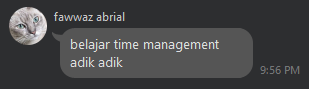 fawwaz abrial
belajar time management
adik adik
9:56 PM